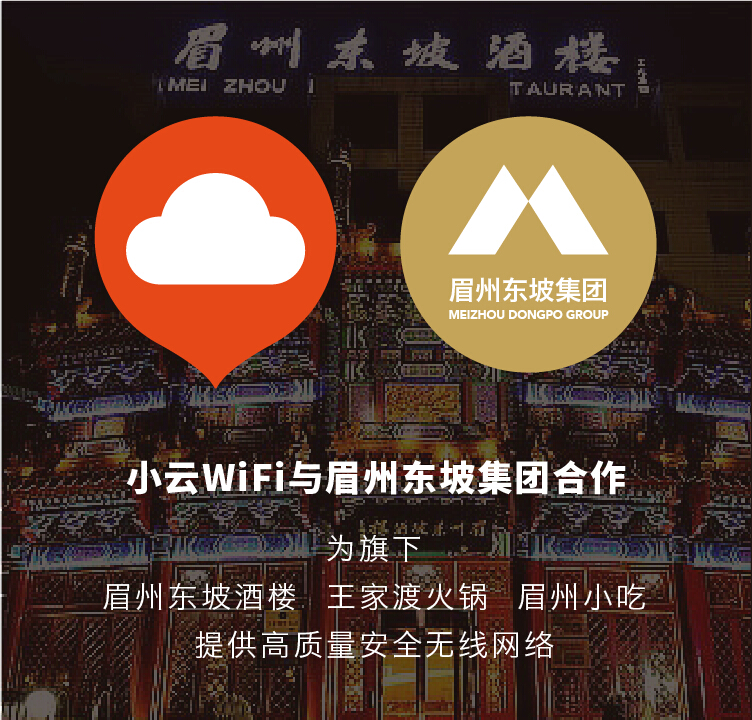 眉州东坡酒楼
MEI ZHOU
TAURANT
眉州东坡集团
MEIZHOU DONGPO GROUP
小云WiFi与眉州东坡集团合作
为旗下
眉州东坡酒楼 王家渡火锅 眉州小吃
提供高质量安全无线网络